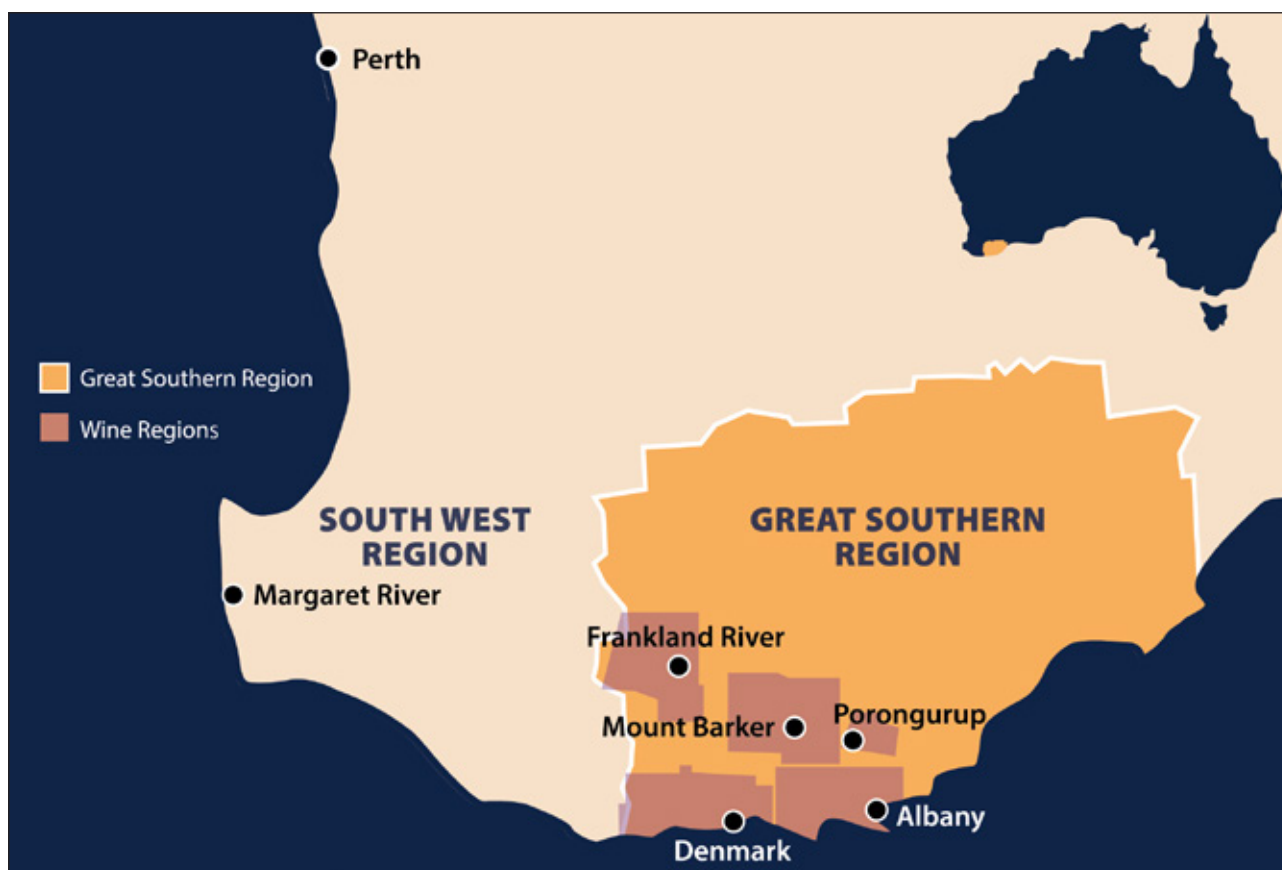 Perth
Great Southern Region
Wine Regions
SOUTH WEST
REGION
GREAT SOUTHERN
REGION
Margaret River
Frankland River
Mount Barker
Porongurup
Albany
Denmark